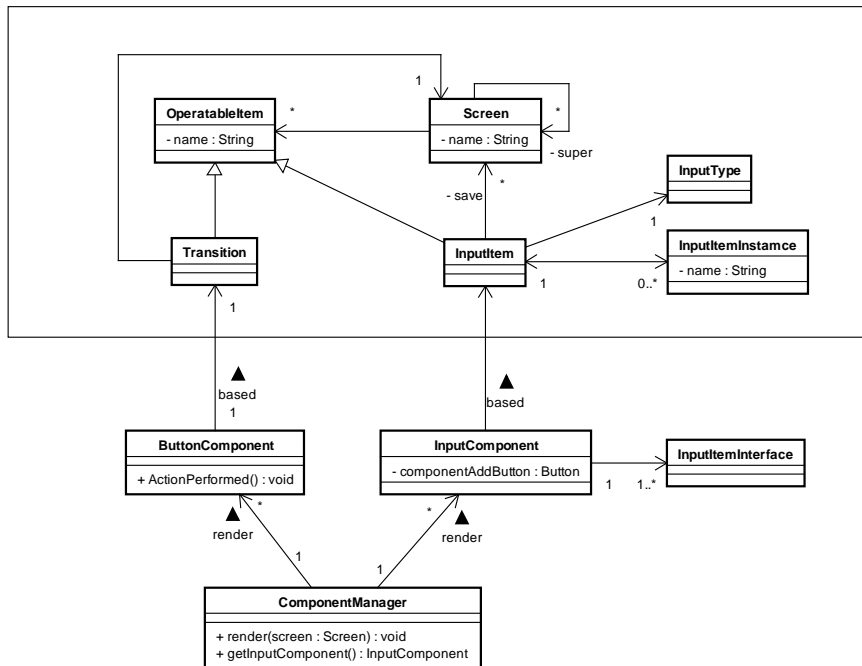 1
OperatableItem
- name : String
*
Screen
- name : String
*
- super
- save
*
InputType
1
Transition
InputItem
InputItemInstamce
- name : String
1
0..*
1
▲
based
1
▲
based
ButtonComponent
+ ActionPerformed() : void
InputComponent
- componentAddButton : Button
InputItemInterface
1
1..*
*
▲
render
*
▲
render
1
1
ComponentManager
+ render(screen : Screen) : void
+ getInputComponent() : InputComponent